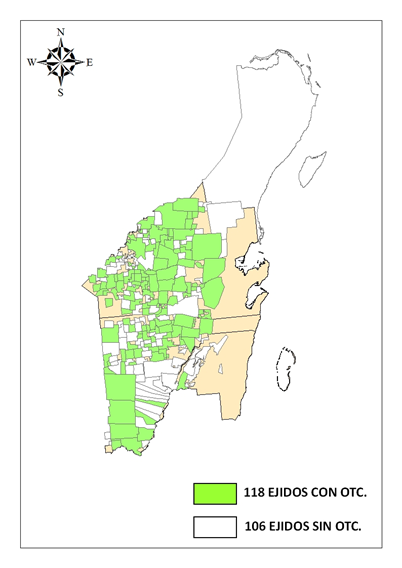 N
W E
S
118 EJIDOS CON OTC.
106 EJIDOS SIN OTC.